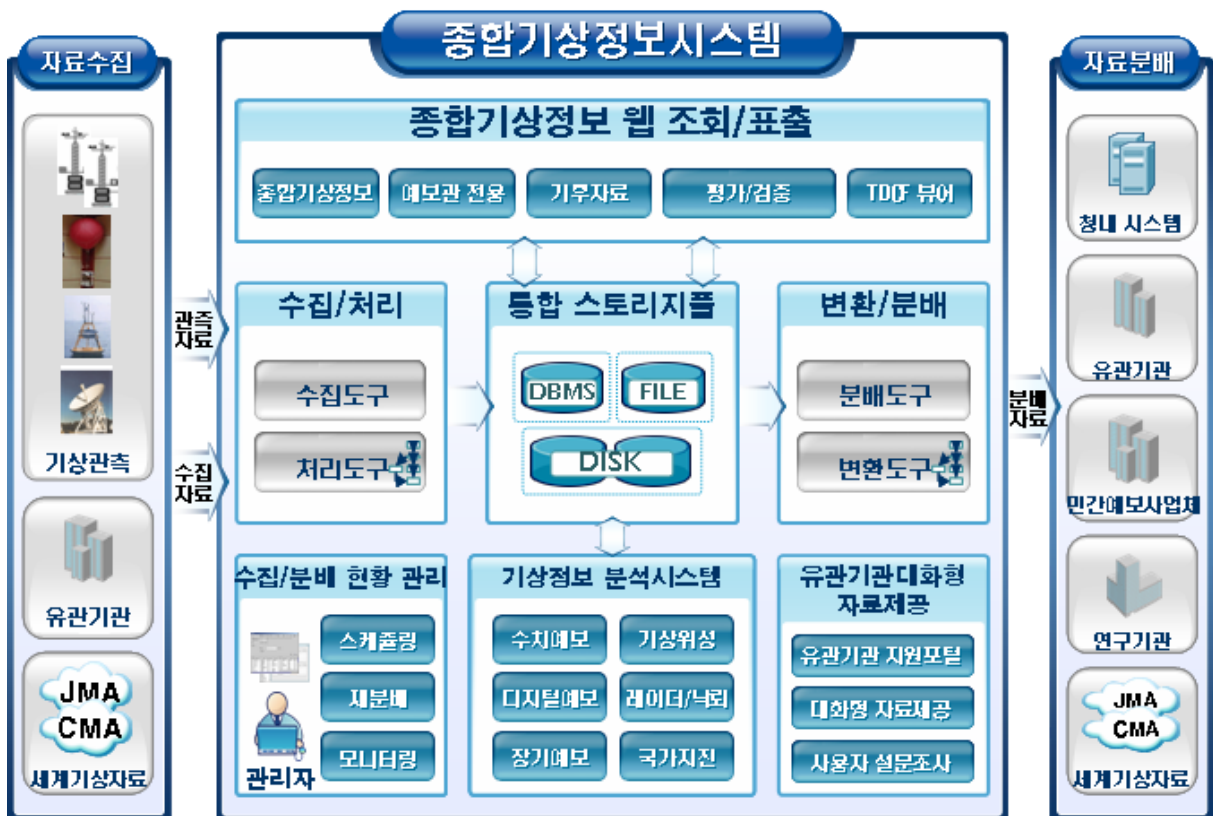 종합기상정보시스템
자료수집
기상관측
유관기관
JMA
CMA
세계기상자료
관측
자료
수집
자료
종합기상정보 웹 조회/표출
종합기상정보
예보관 전용
기후자료
평가/검증
TDCF 뷰어
수집/처리
수집도구
처리도구
통합 스토리지풀
DBMS
FILE
DISK
변환/분배
분배도구
변환도구
수집/분배 현황 관리
스케쥴링
재분배
모니터링
관리자
기상정보 분석시스템
수치예보
기상위성
디지털예보
레이더/낙뢰
장기예보
국가지진
유관기관대화형
자료제공
유관기관 지원포털
대화형 자료제공
사용자 설문조사
분배
자료
자료분배
청내 시스템
유관기관
민간예보사업체
연구기관
JMA
CMA
세계기상자료